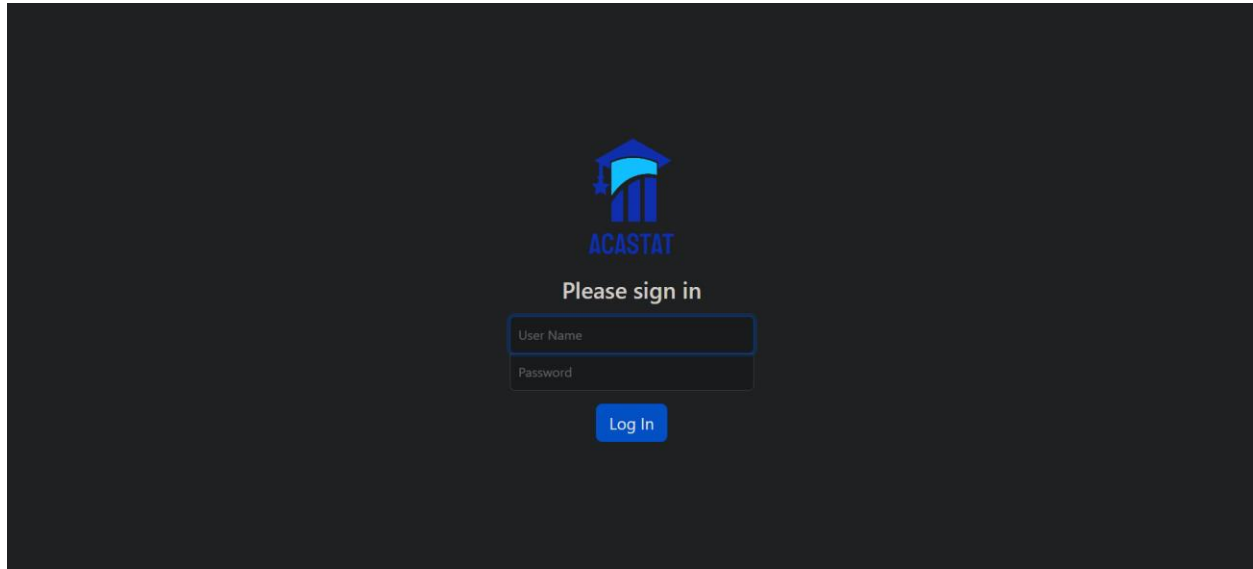 ACASTAT
Please sign in
User Name
Password
Log In